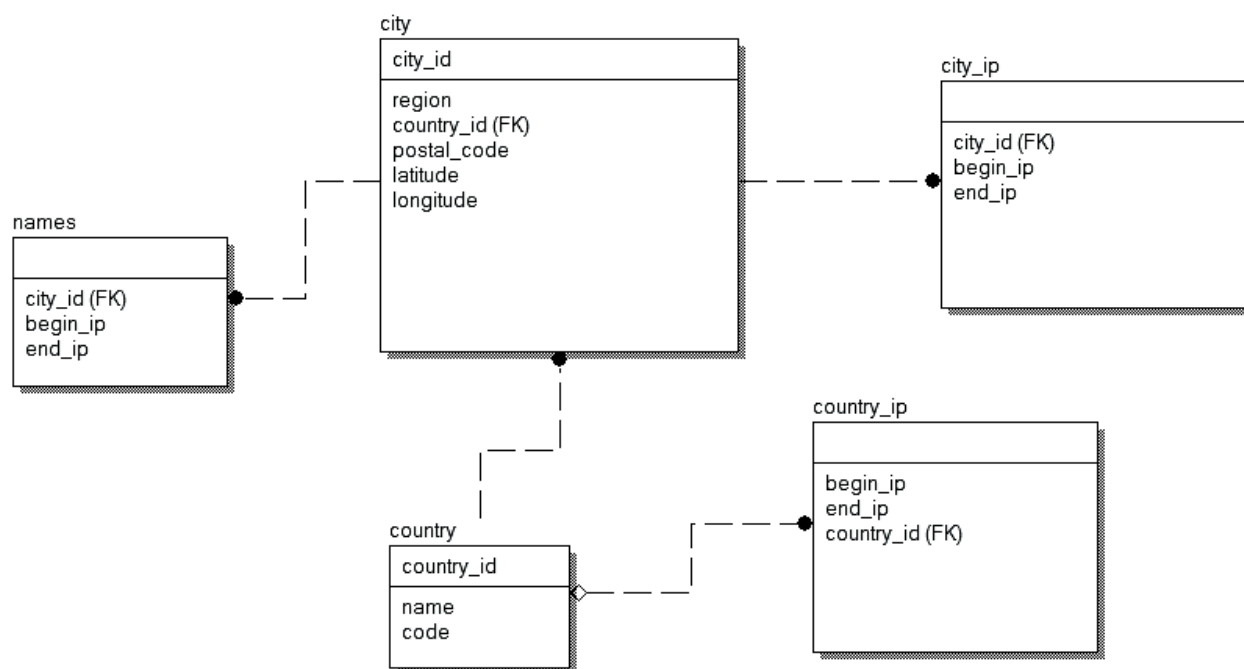 city
city_id
region
country_id (FK)
postal_code
latitude
longitude
city_ip
city_id (FK)
begin_ip
end_ip
names
city_id (FK)
begin_ip
end_ip
country_ip
begin_ip
end_ip
country_id (FK)
country
country_id
name
code